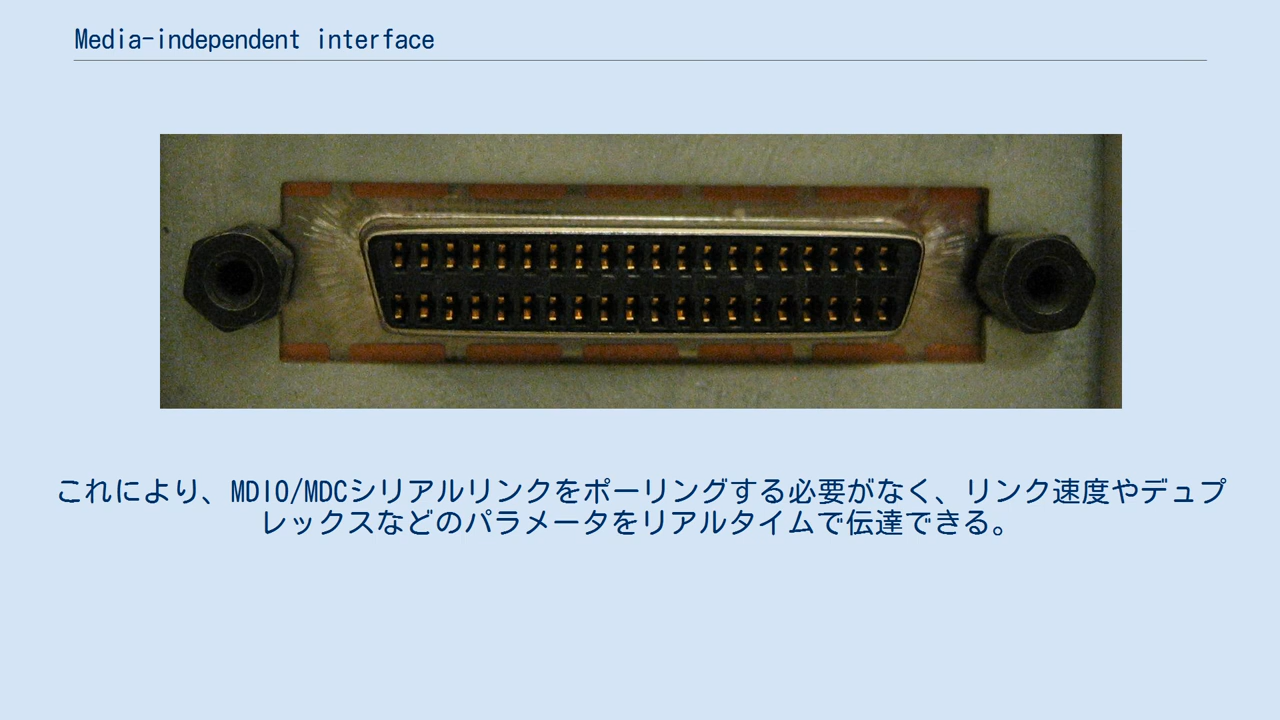 Media-independent interface
これにより、MDIO/MDCシリアルリンクをポーリングする必要がなく、リンク速度やデュプ
レックスなどのパラメータをリアルタイムで伝達できる。